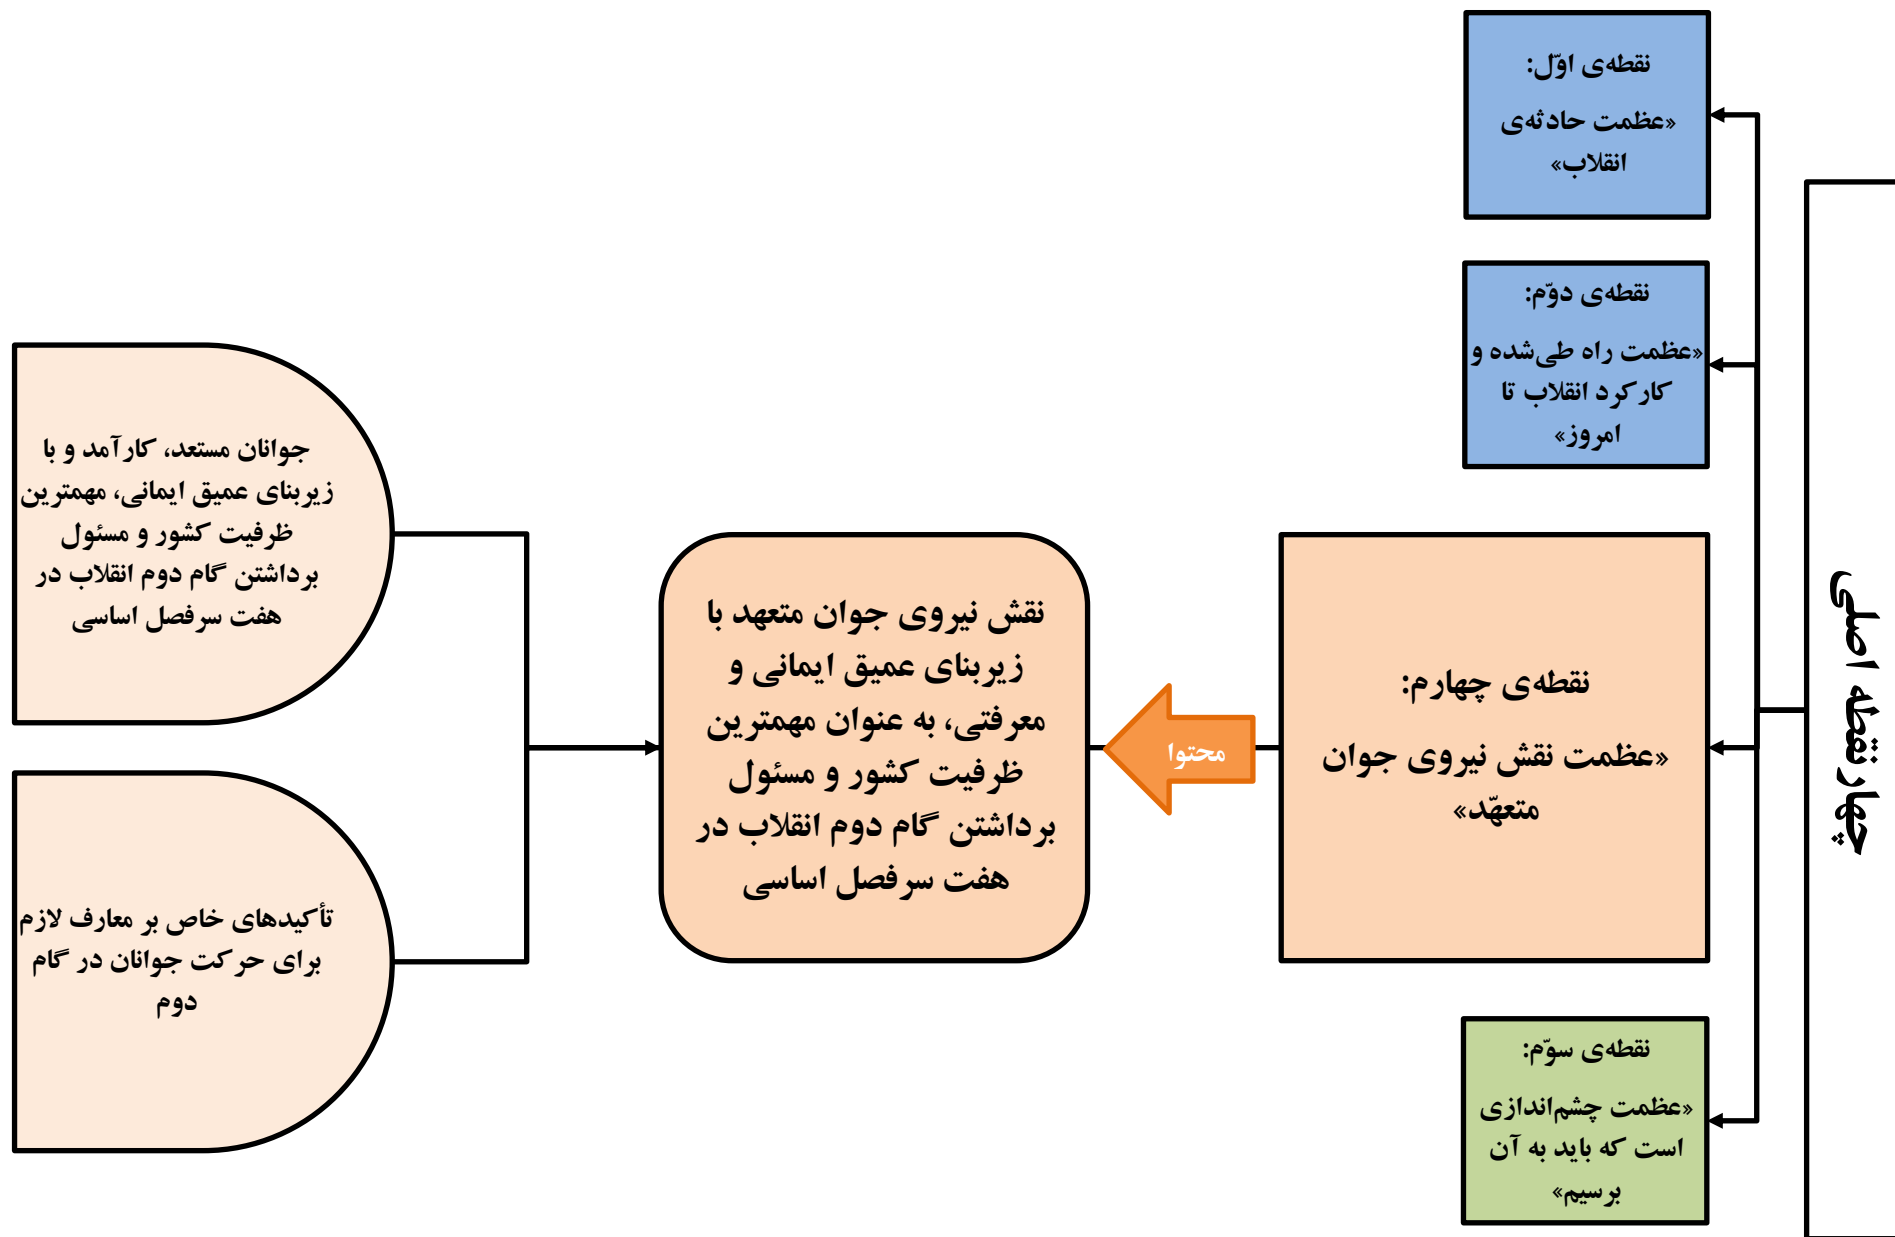 چهارنقطه اصلی
نقطه‌ی اوّل:
«عظمت حادثه‌ی
انقلاب»
نقطه‌ی دوّم:
«عظمت راه طی‌شده و
کارکرد انقلاب تا
امروز»
نقطه‌ی چهارم:
«عظمت نقش نیروی جوان
متعهّد»
نقطه‌ی سوّم:
«عظمت چشم‌اندازی
است که باید به آن
برسیم»
محتوا
نقش نیروی جوان متعهد با
زیربنای عمیق ایمانی و
معرفتی، به عنوان مهمترین
ظرفیت کشور و مسئول
برداشتن گام دوم انقلاب در
هفت سرفصل اساسی
جوانان مستعد، کارآمد و با
زیربنای عمیق ایمانی، مهمترین
ظرفیت کشور و مسئول
برداشتن گام دوم انقلاب در
هفت سرفصل اساسی
تأکیدهای خاص بر معارف لازم
برای حرکت جوانان در گام
دوم